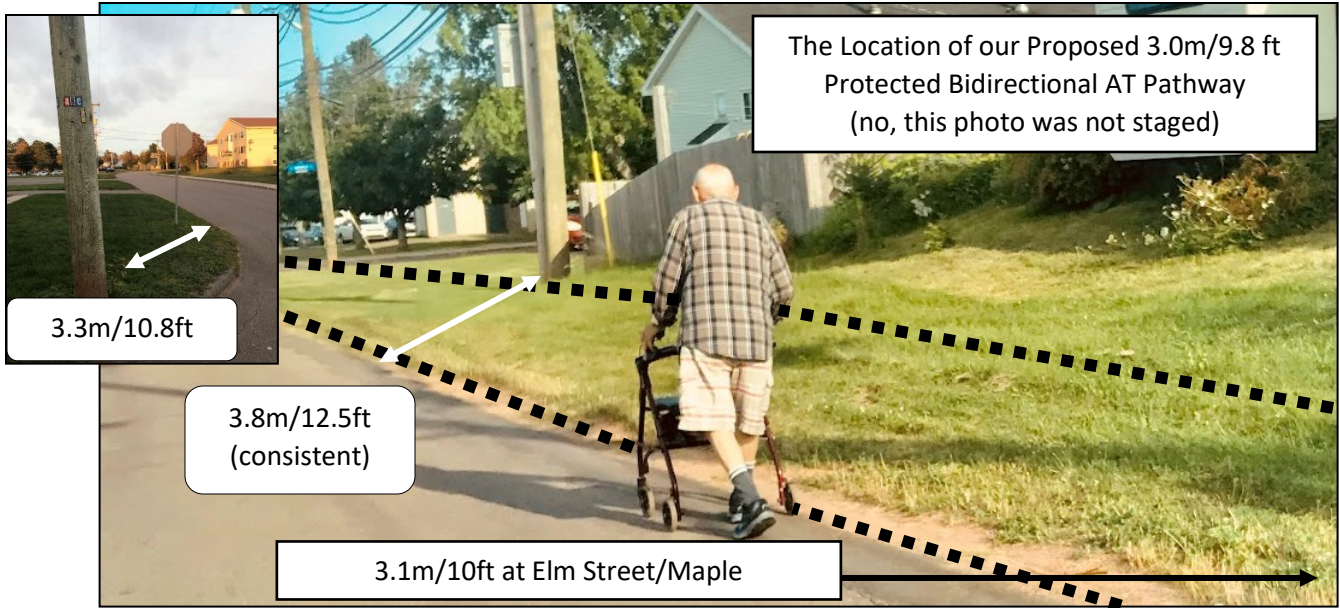 The Location of our Proposed 3.0m/9.8 ft
Protected Bidirectional AT Pathway
(no, this photo was not staged)
ABC
3.3m/10.8ft
3.8m/12.5ft
(consistent)
3.1m/10ft at Elm Street/Maple